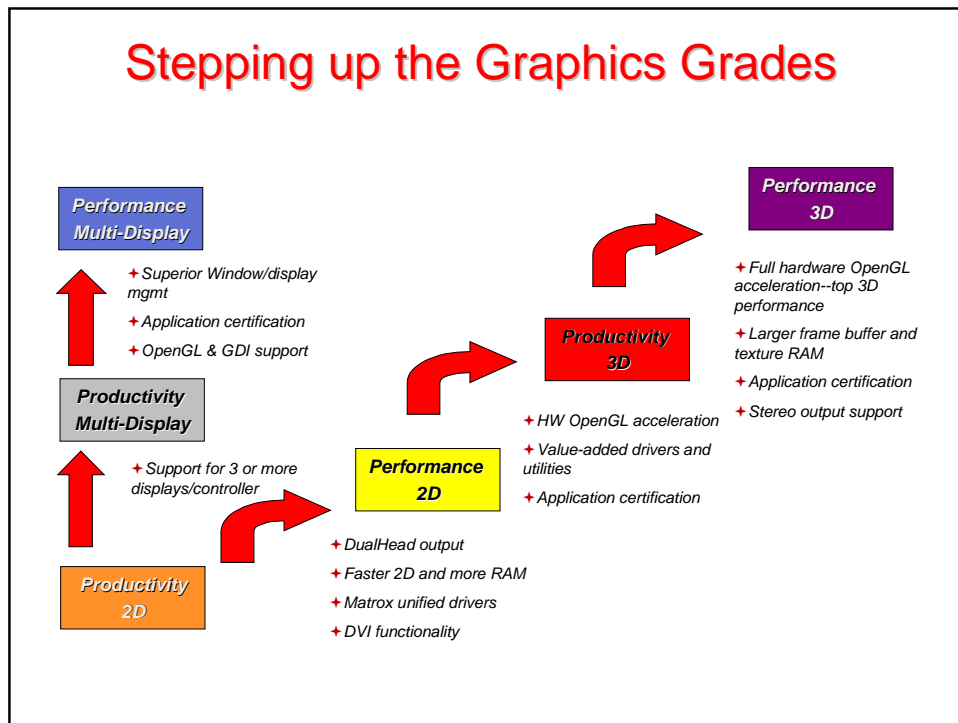 Stepping up the Graphics Grades
Performance
Multi-Display
✦Superior Window/display
mgmt
✦Application certification
✦OpenGL & GDI support
Productivity
Multi-Display
✦Support for 3 or more
displays/controller
Productivity
2D
Performance
2D
✦DualHead output
✦Faster 2D and more RAM
✦Matrox unified drivers
✦DVI functionality
Productivity
3D
✦HW OpenGL acceleration
✦Value-added drivers and
utilities
✦Application certification
Performance
3D
✦Full hardware OpenGL
acceleration--top 3D
performance
✦Larger frame buffer and
texture RAM
✦Application certification
✦Stereo output support